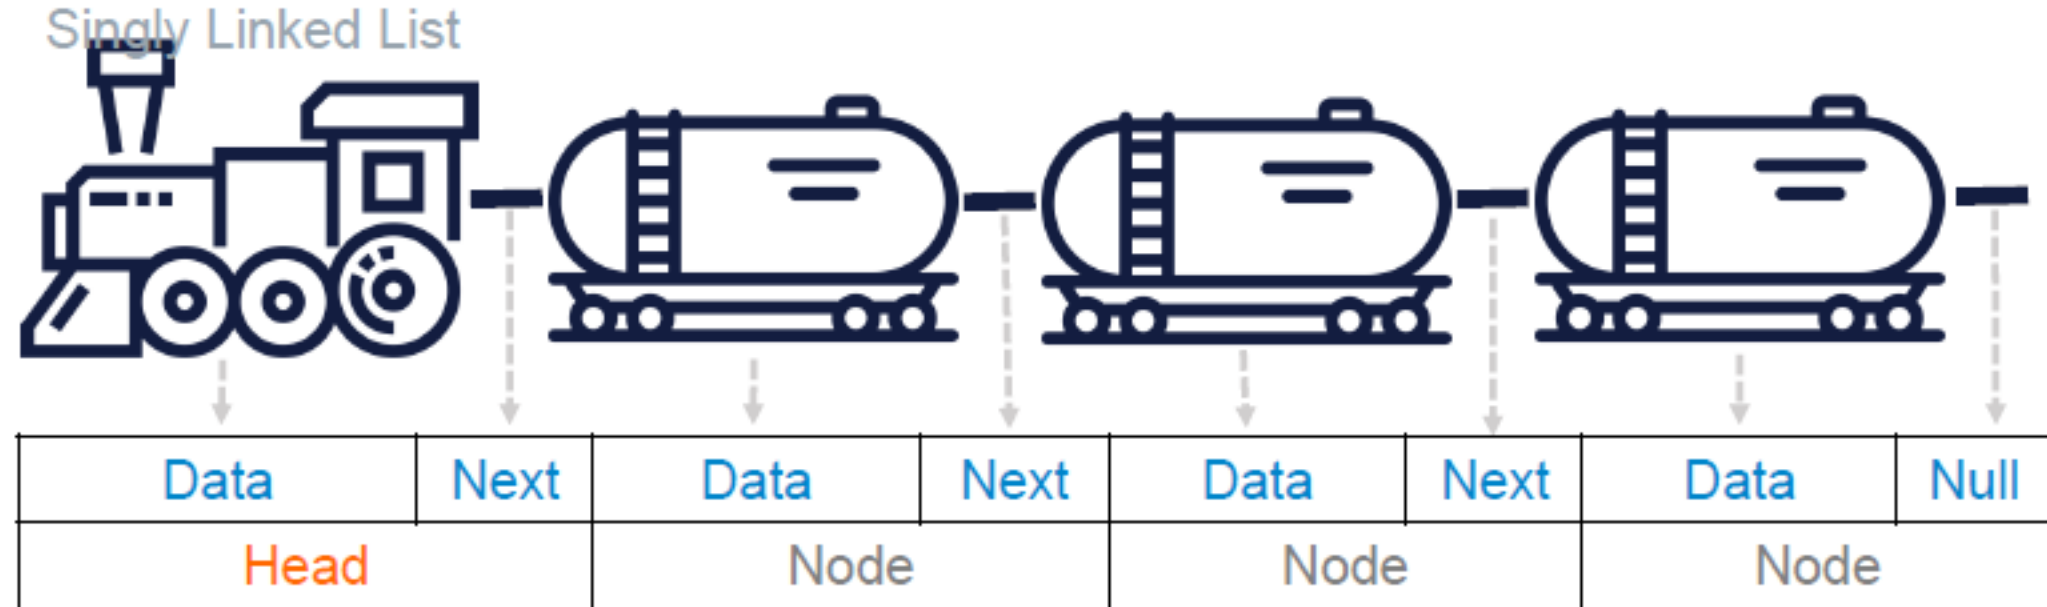 Singly Linked List
Data Next Data Next Data Next Data Null
Head Node Node Node